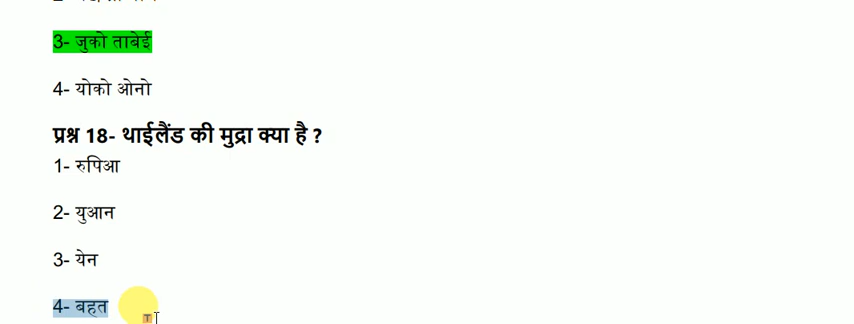 3- जुको ताबेई
4- योको ओनो
प्रश्न 18- थाईलैंड की मुद्रा क्या है ?
1- रुपिआ
2- युआन
3- येन
4- बहत